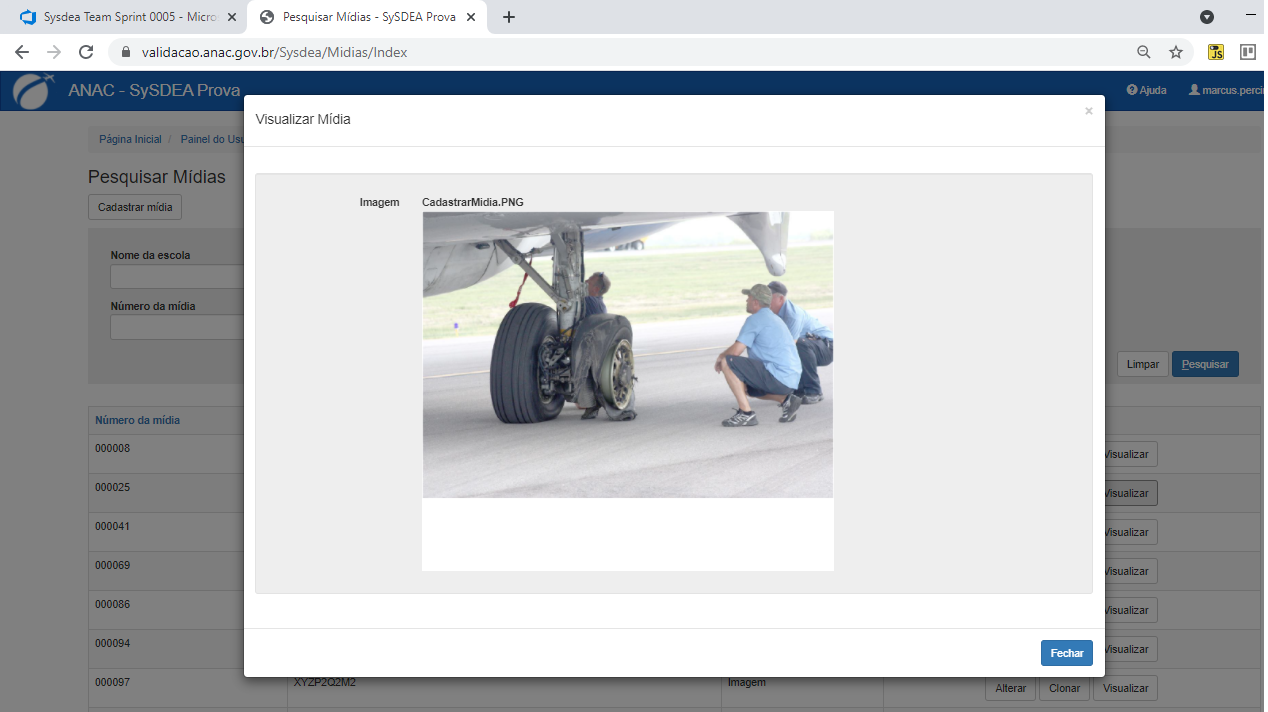 Sysdea Team Sprint 0005 - Micro
Pesquisar Mídias - SySDEA Prova
validacao.anac.gov.br/Sysdea/Midias/Index
JS
ANAC - SySDEA Prova
Ajuda
marcus.perci
Página Inicial / Painel do Usu
Pesquisar Mídias
Cadastrar mídia
Nome da escola
Número da mídia
Limpar
Pesquisar
Visualizar Mídia
×
Imagem
CadastrarMidia.PNG
Fechar
Número da mídia
000008 Visualizar
000025 Visualizar
000041 Visualizar
000069 Visualizar
000086 Visualizar
000094 Visualizar
000097 XYZP2Q2M2 Imagem Alterar Clonar Visualizar